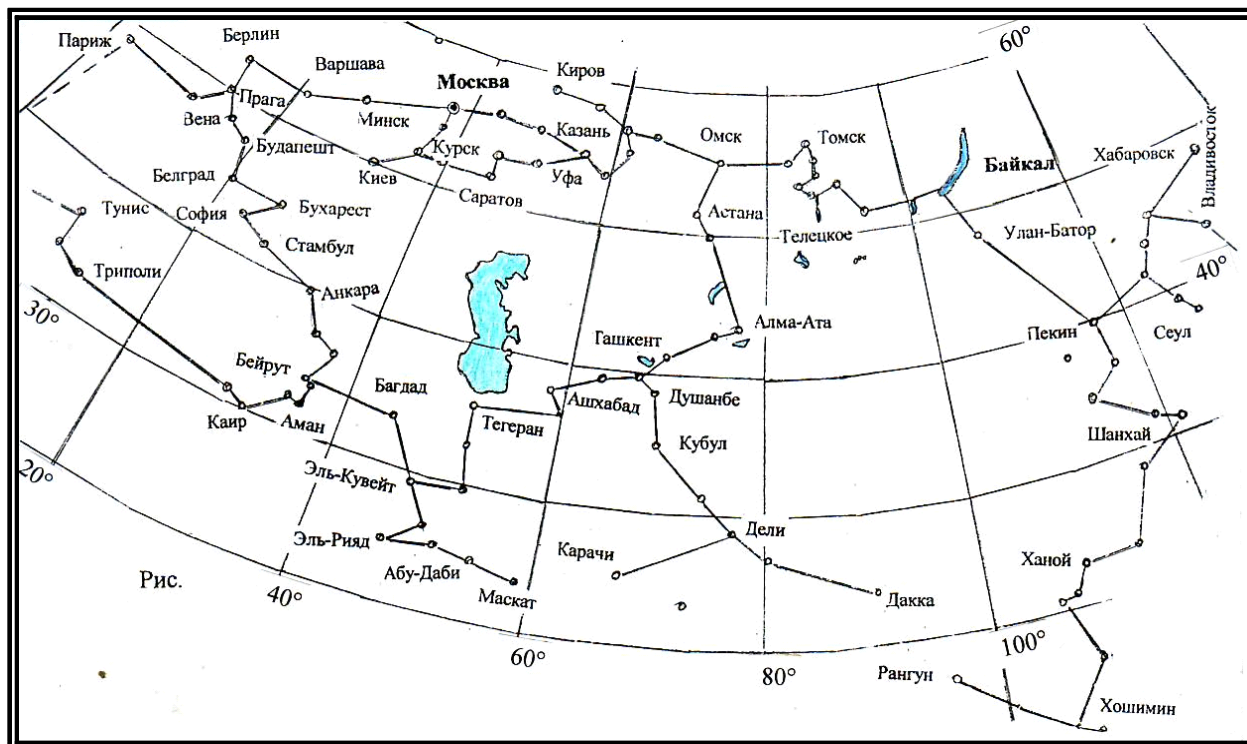 60°
Париж
Берлин
Варшава
Москва
Киров
Прага
Вена
Минск
Казань
Омск
Томск
Будапешт
Курск
Байкал
Хабаровск
Владивосток
Белград
Киев
Саратов
Уфа
Тунис
София
Бухарест
Астана
Телецкое
Улан-Батор
Стамбул
40°
Триполи
Анкара
30°
Алма-Ата
Ташкент
Пекин
Сеул
Бейрут
Багдад
Каир
Аман
Тегеран
Ашхабад
Душанбе
Шанхай
Кубул
20°
Эль-Кувейт
Эль-Рияд
Дели
Карачи
Ханой
Рис.
Абу-Даби
40°
Маскат
Дакка
60°
80°
100°
Рангун
Хошимин